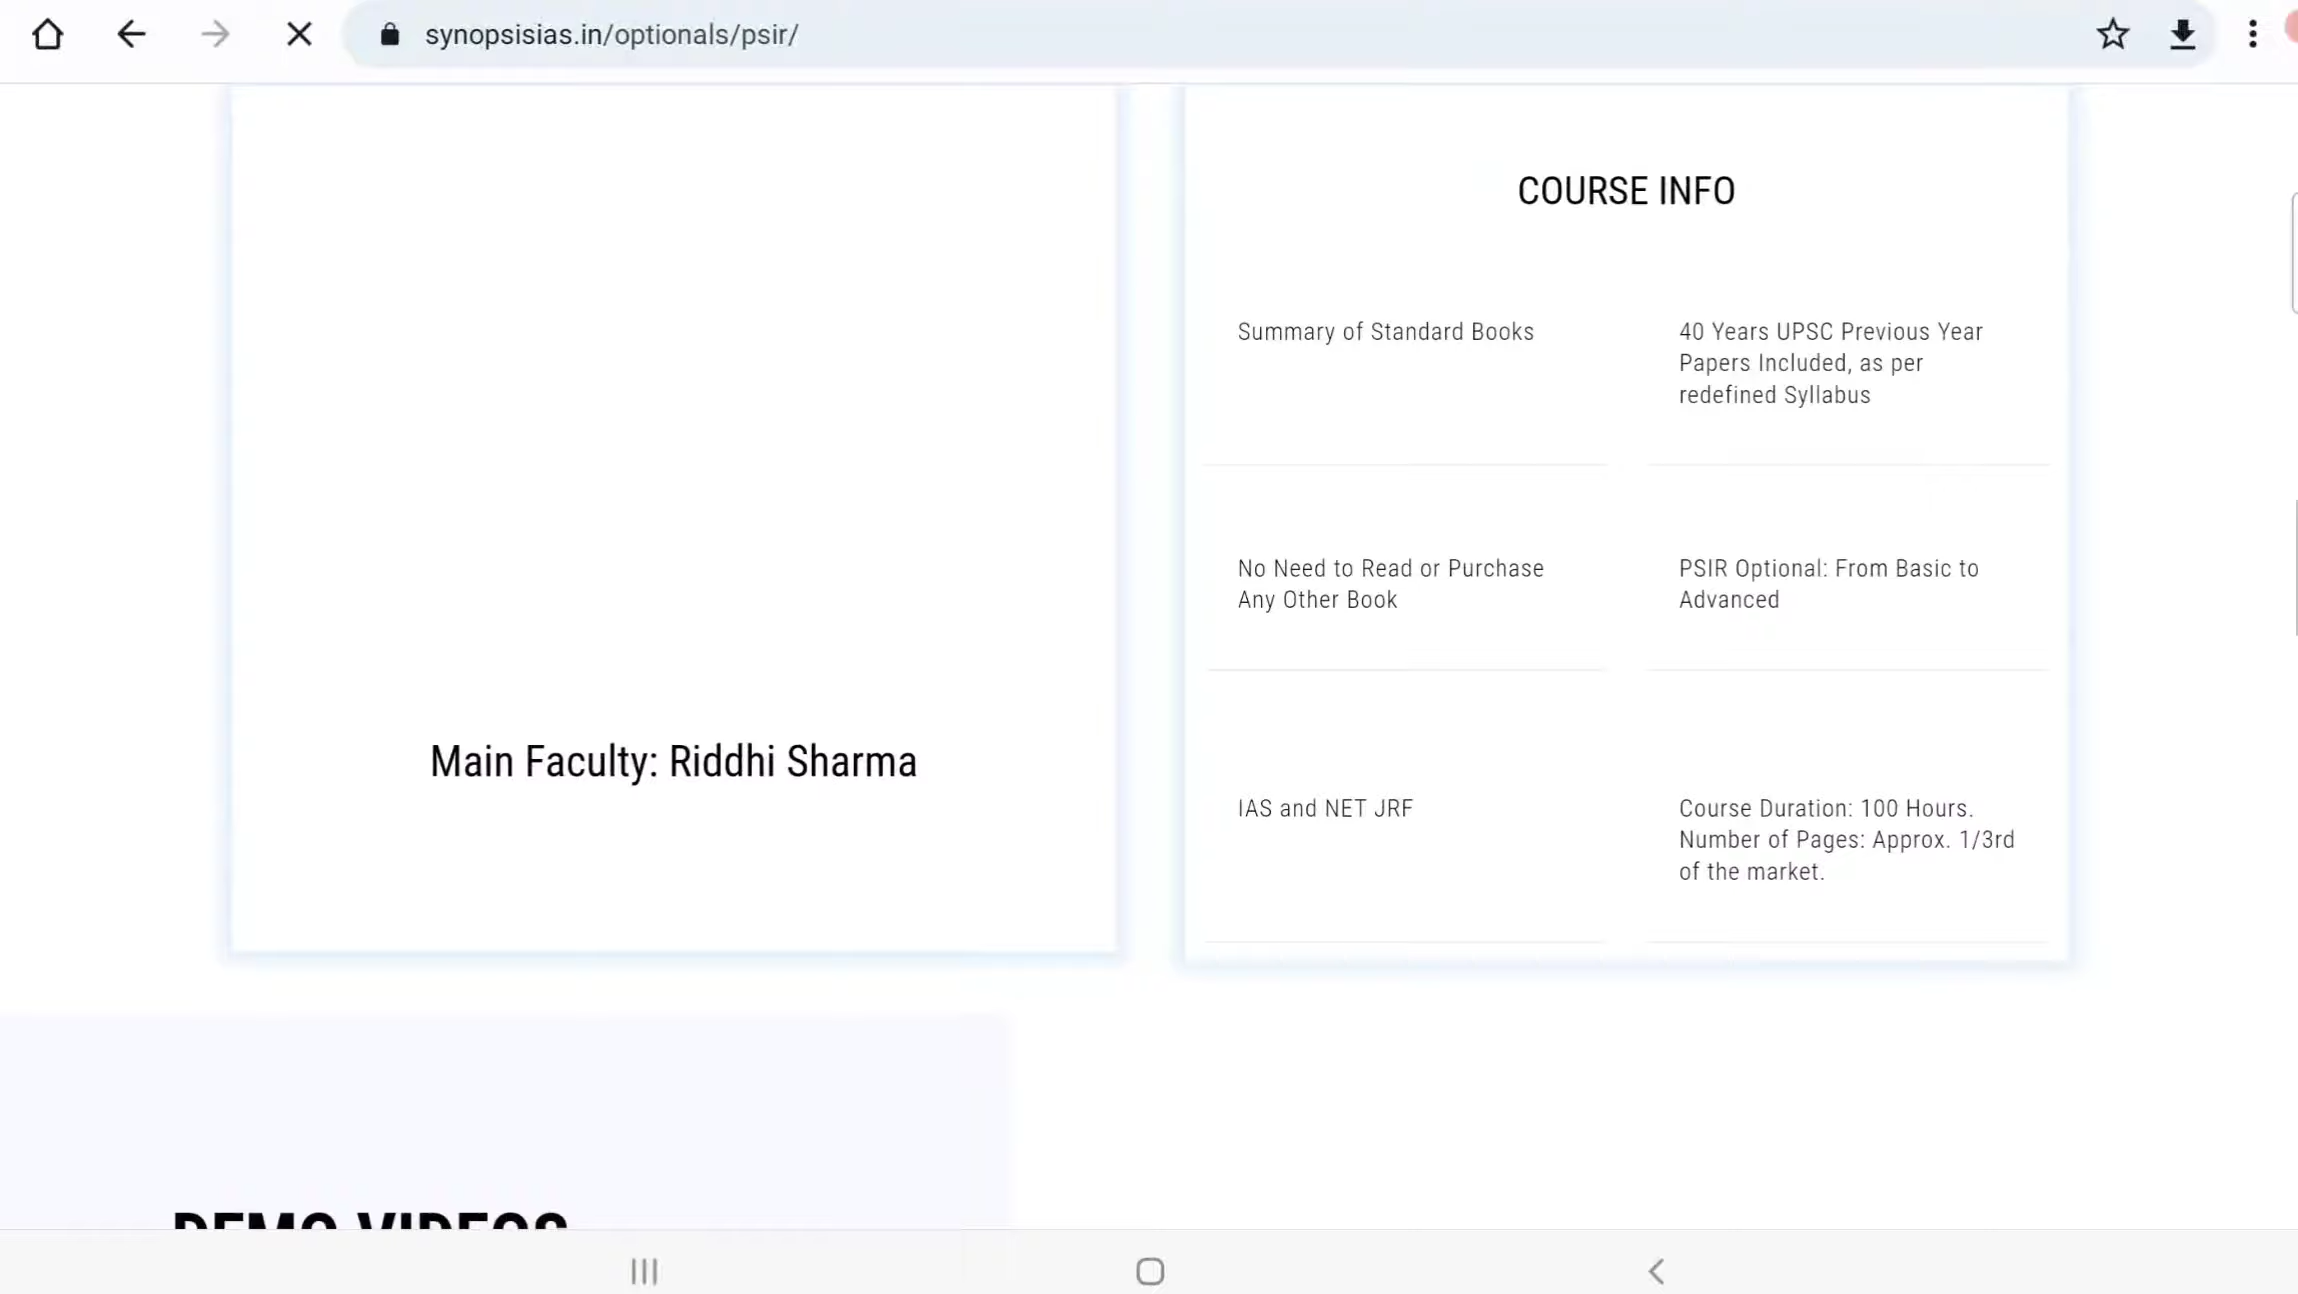 synopsisias.in/optionals/psir/
COURSE INFO
Summary of Standard Books
40 Years UPSC Previous Year
Papers Included, as per
redefined Syllabus
No Need to Read or Purchase
Any Other Book
PSIR Optional: From Basic to
Advanced
Main Faculty: Riddhi Sharma
IAS and NET JRF
Course Duration: 100 Hours.
Number of Pages: Approx. 1/3rd
of the market.
DEMO VIDEOS